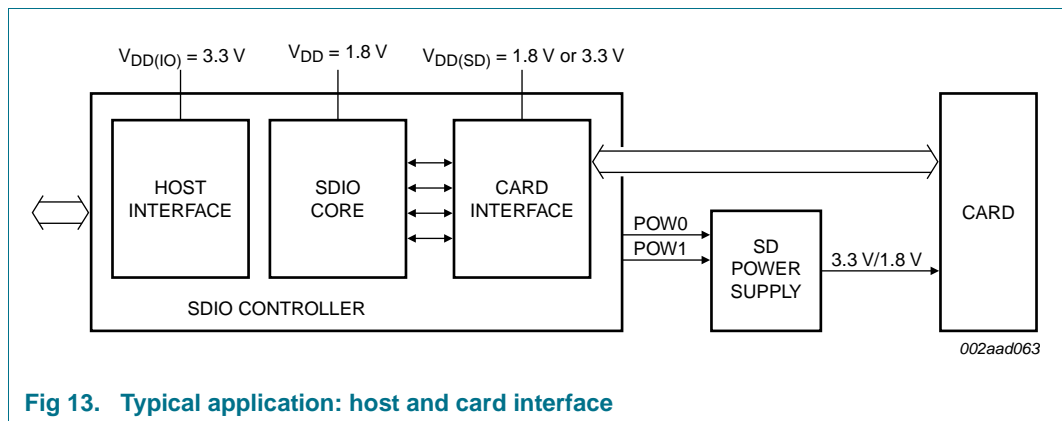 VDD(IO) = 3.3 V
VDD = 1.8 V
VDD(SD) = 1.8 V or 3.3 V
HOST
INTERFACE
SDIO
CORE
CARD
INTERFACE
SDIO CONTROLLER
POW0
POW1
SD
POWER
SUPPLY
3.3 V/1.8 V
CARD
002aad063
Fig 13. Typical application: host and card interface